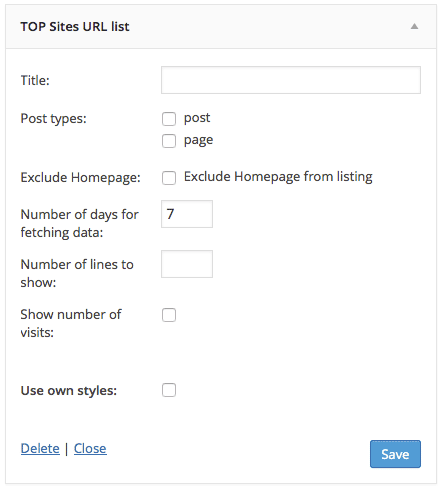 TOP Sites URL list
Title:
Post types:
post
page
Exclude Homepage:
Exclude Homepage from listing
Number of days for
fetching data:
7
Number of lines to
show:
Show number of
visits:
Use own styles:
Delete | Close
Save